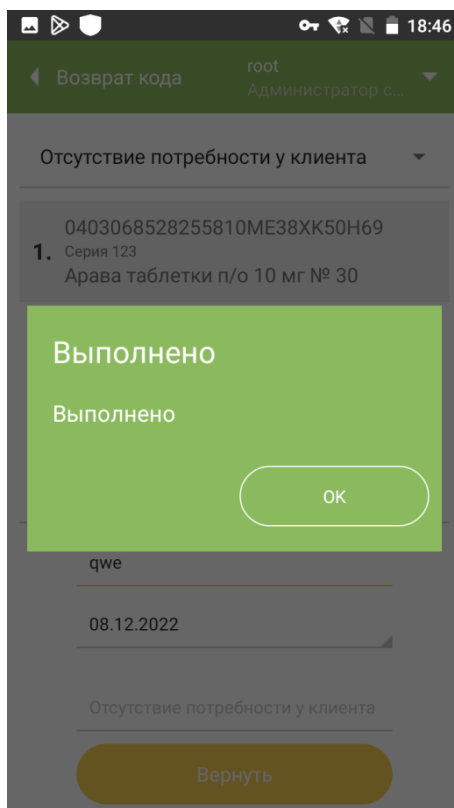 18:46
Возврат кода
root
Администратор с...
Отсутствие потребности у клиента
0403068528255810ME38XK50H69
1. Серия 123
Арава таблетки п/о 10 мг № 30
Выполнено
Выполнено
OK
qwe
08.12.2022
Отсутствие потребности у клиента
Вернуть